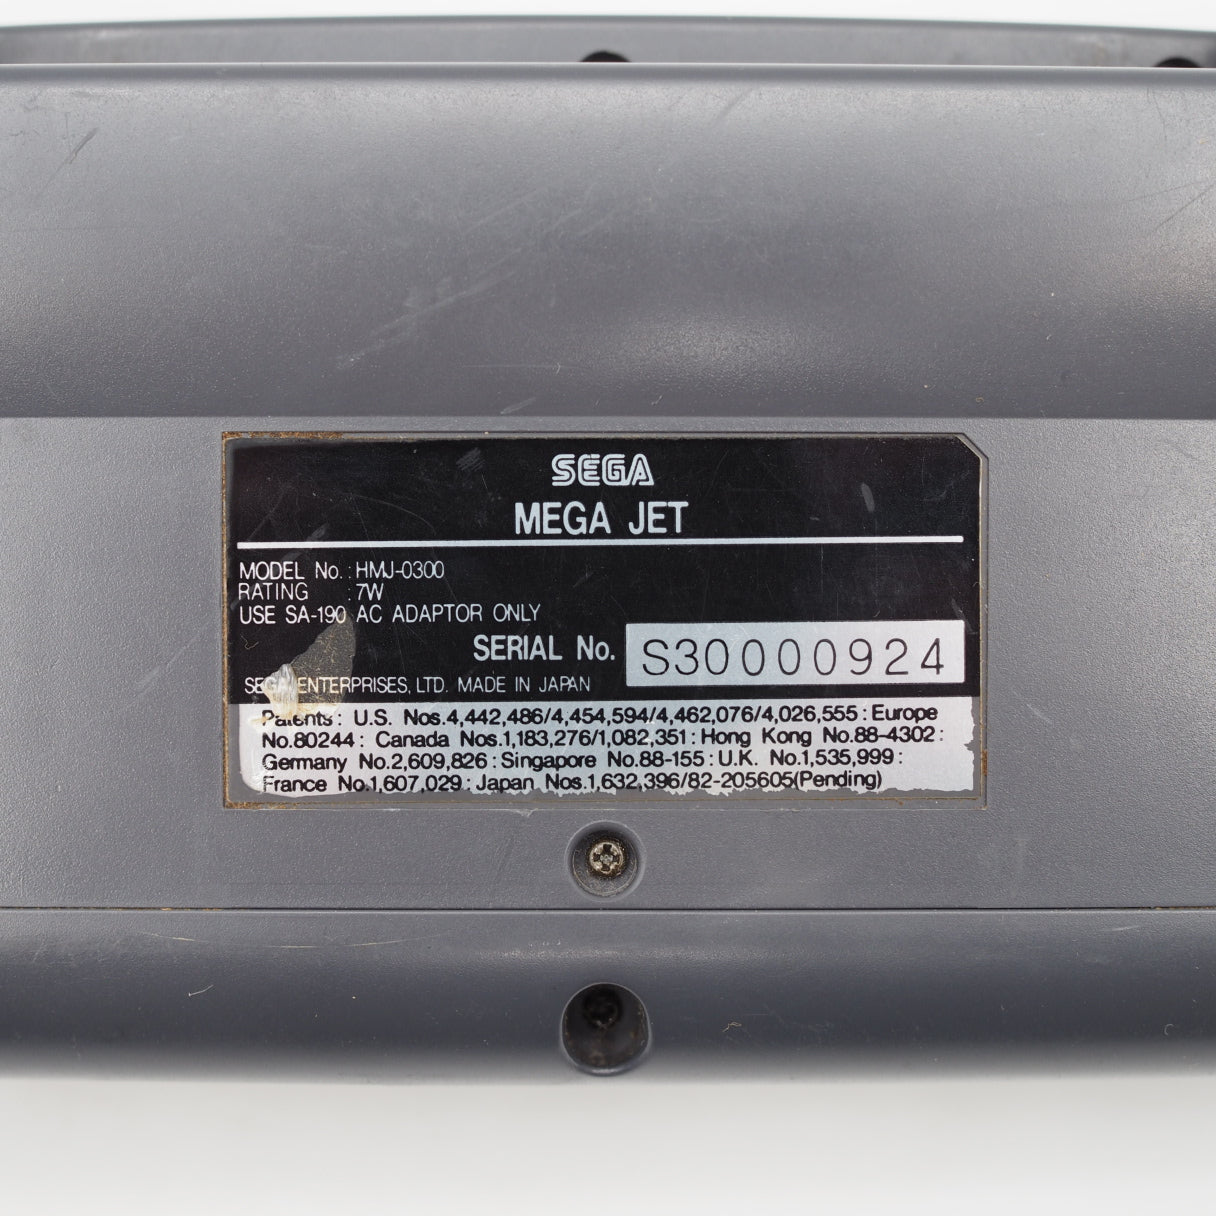 SEGA
MEGA JET
MODEL No. : HMJ-0300
RATING : 7W
USE SA-190 AC ADAPTOR ONLY
SERIAL No. S30000924
SEGA ENTERPRISES, LTD. MADE IN JAPAN
Patents : U.S. Nos.4,442,486/4,454,594/4,462,076/4,026,555 : Europe
No.80244 : Canada Nos.1,183,276/1,082,351 : Hong Kong No.88-4302 :
Germany No.2,609,826 : Singapore No.88-155 : U.K. No.1,535,999 :
France No.1,607,029 : Japan Nos.1,632,396/82-205605(Pending)